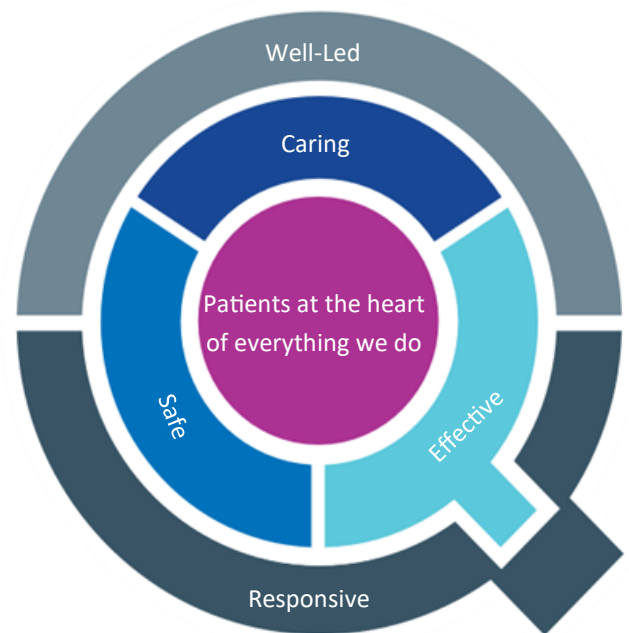 Well-Led
Caring
Patients at the heart
of everything we do
Safe
Effective
Responsive